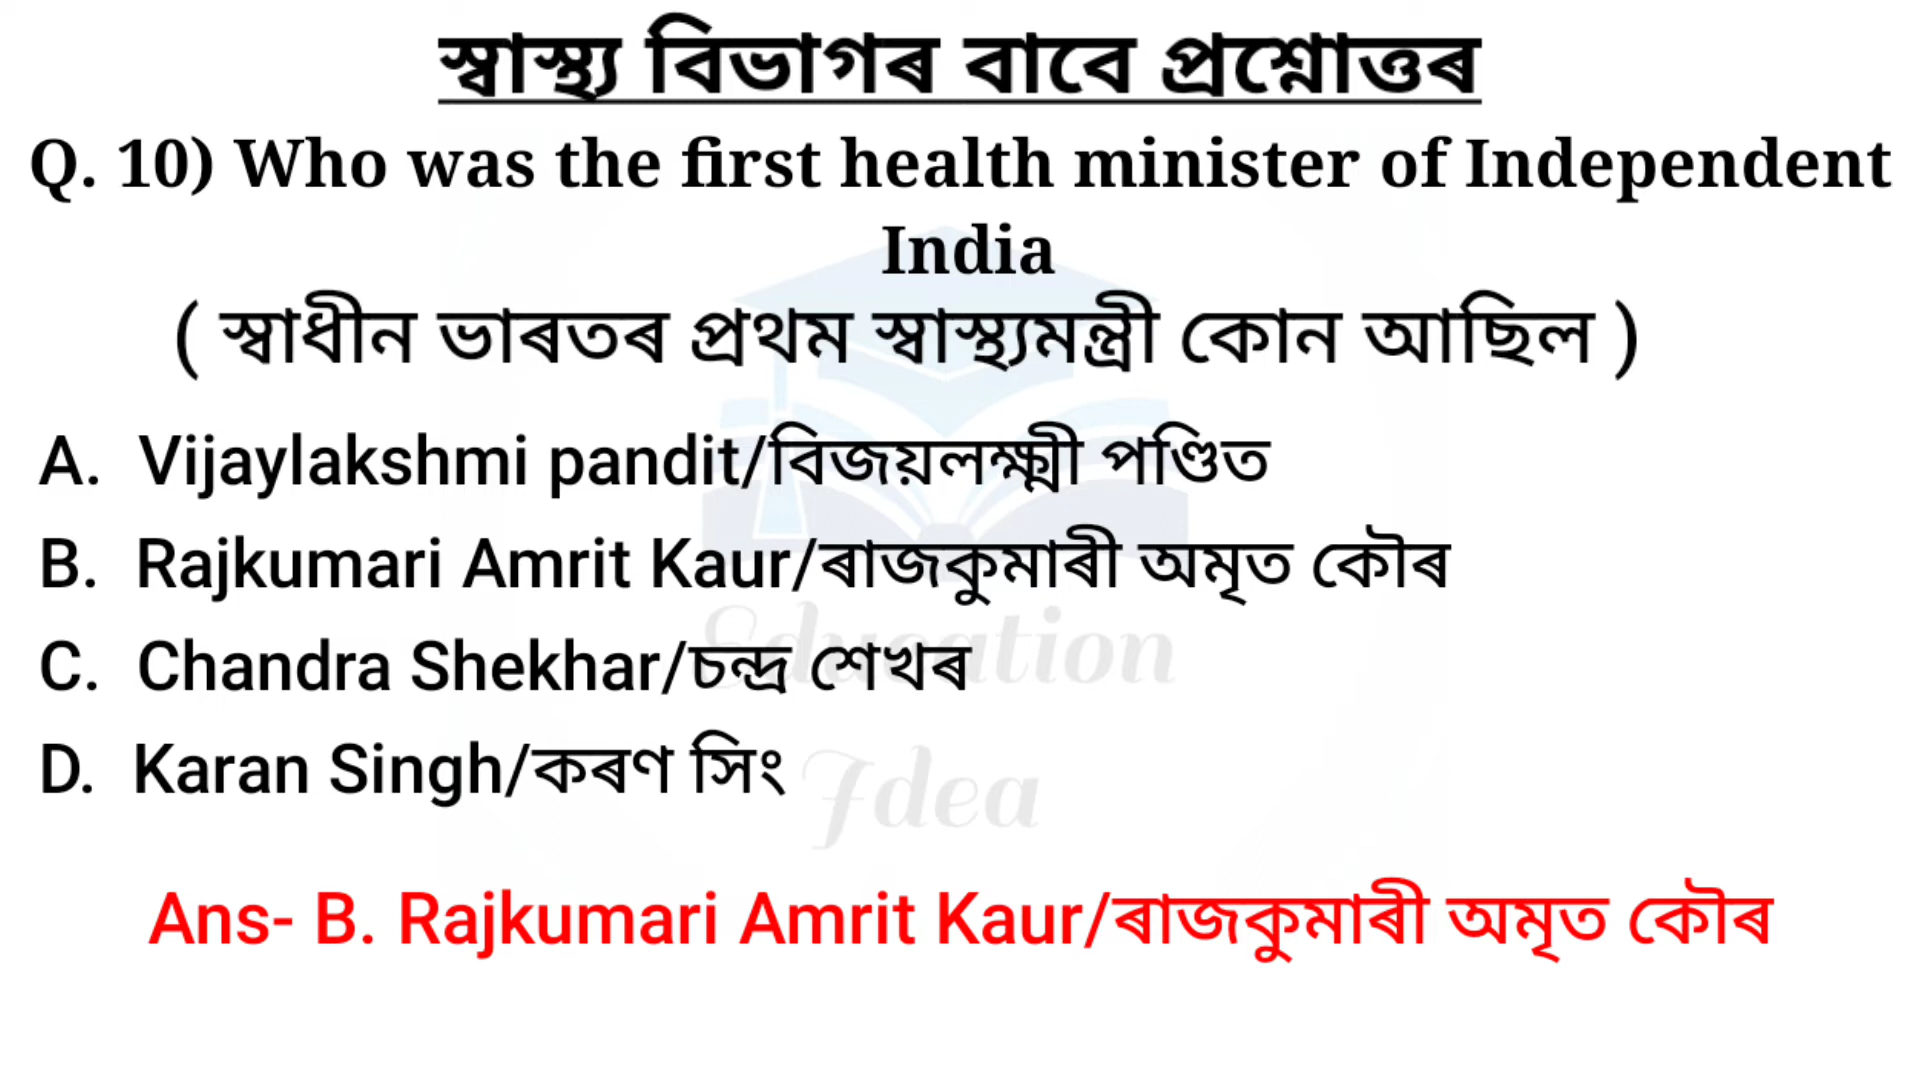 স্বাস্থ্য বিভাগৰ বাবে প্ৰশ্নোত্তৰ
Q. 10) Who was the first health minister of Independent
India
( স্বাধীন ভাৰতৰ প্ৰথম স্বাস্থ্যমন্ত্ৰী কোন আছিল )
A. Vijaylakshmi pandit/বিজয়লক্ষ্মী পণ্ডিত
B. Rajkumari Amrit Kaur/ৰাজকুমাৰী অমৃত কৌৰ
C. Chandra Shekhar/চন্দ্ৰ শেখৰ
D. Karan Singh/কৰণ সিং
Education
Idea
Ans- B. Rajkumari Amrit Kaur/ৰাজকুমাৰী অমৃত কৌৰ